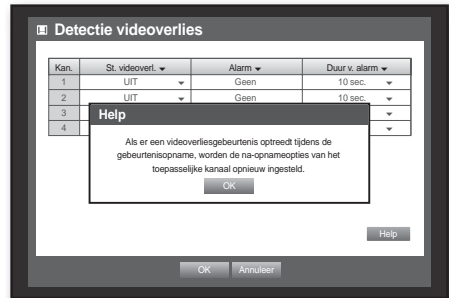 Detectie videoverlies
Kan. St. videoverl. Alarm Duur v. alarm
1 UIT Geen 10 sec.
2 UIT Geen 10 sec.
3
4
Help
Als er een videoverliesgebeurtenis optreedt tijdens de
gebeurtenisopname, worden de na-opnameopties van het
toepasselijke kanaal opnieuw ingesteld.
OK
Help
OK Annuleer